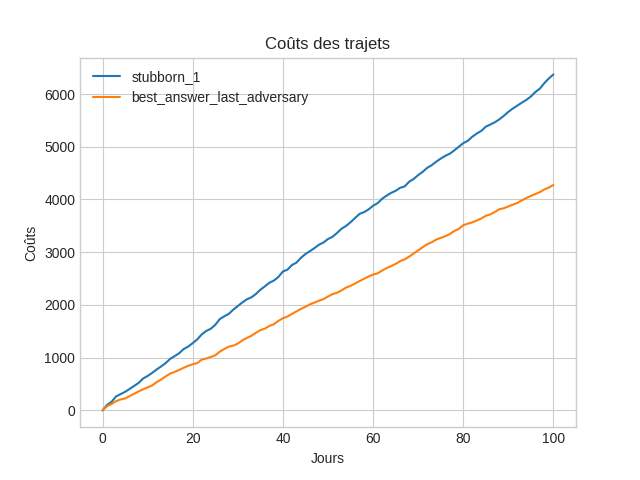 Coûts des trajets
stubborn_1
best_answer_last_adversary
Coûts
6000
5000
4000
3000
2000
1000
0
0 20 40 60 80 100
Jours